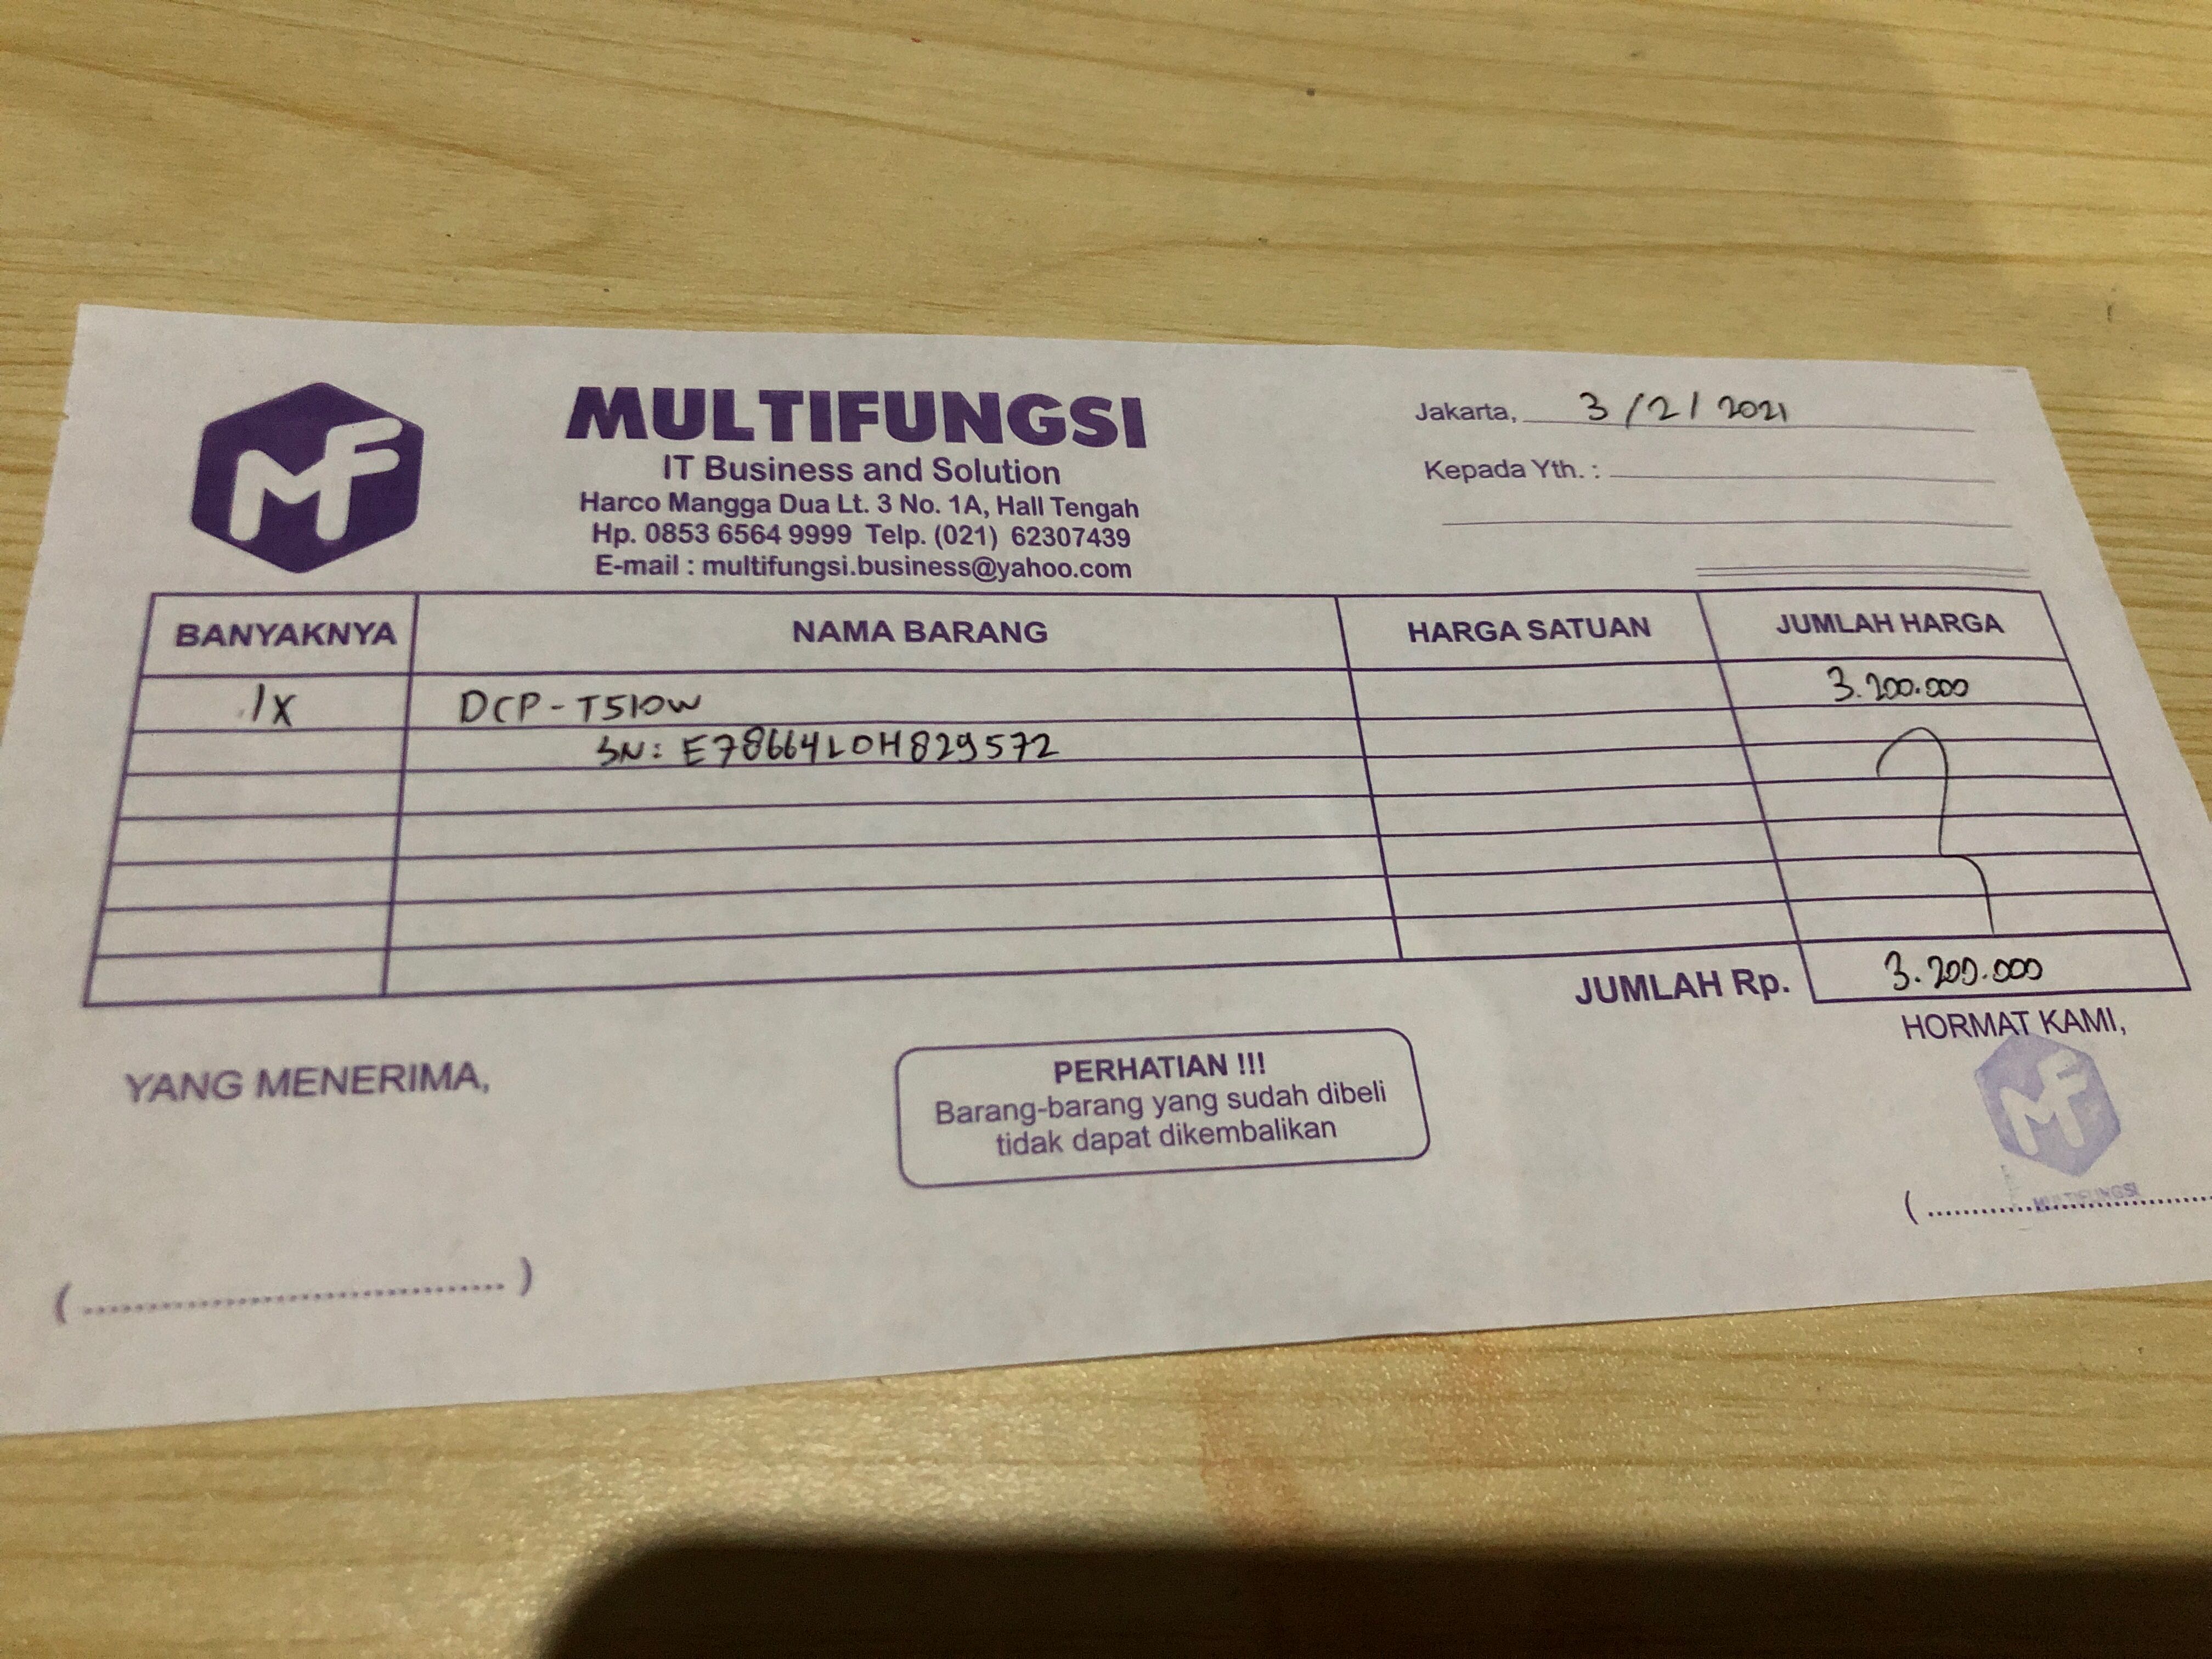 MF
MULTIFUNGSI
IT Business and Solution
Harco Mangga Dua Lt. 3 No. 1A, Hall Tengah
Hp. 0853 6564 9999 Telp. (021) 62307439
E-mail : multifungsi.business@yahoo.com
Jakarta, 3/2/2021
Kepada Yth. :
BANYAKNYA NAMA BARANG HARGA SATUAN JUMLAH HARGA
1X DCP-T510W 3.200.000
SN: E78664L0H829572
JUMLAH Rp. 3.200.000
YANG MENERIMA,
PERHATIAN !!!
Barang-barang yang sudah dibeli
tidak dapat dikembalikan
HORMAT KAMI,
MF
MULTIFUNGSI